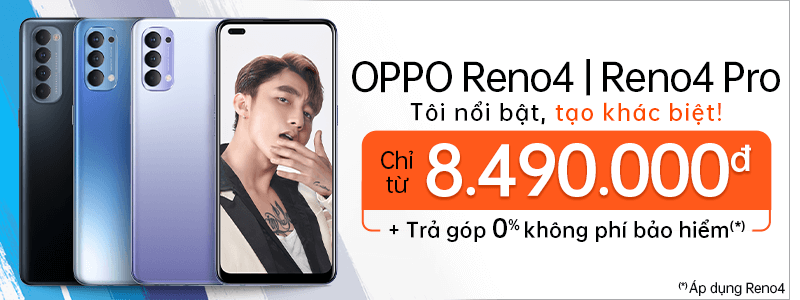 OPPO Reno4 | Reno4 Pro
Tôi nổi bật, tạo khác biệt!
Chỉ từ 8.490.000đ
+ Trả góp 0% không phí bảo hiểm(*)
(*)Áp dụng Reno4